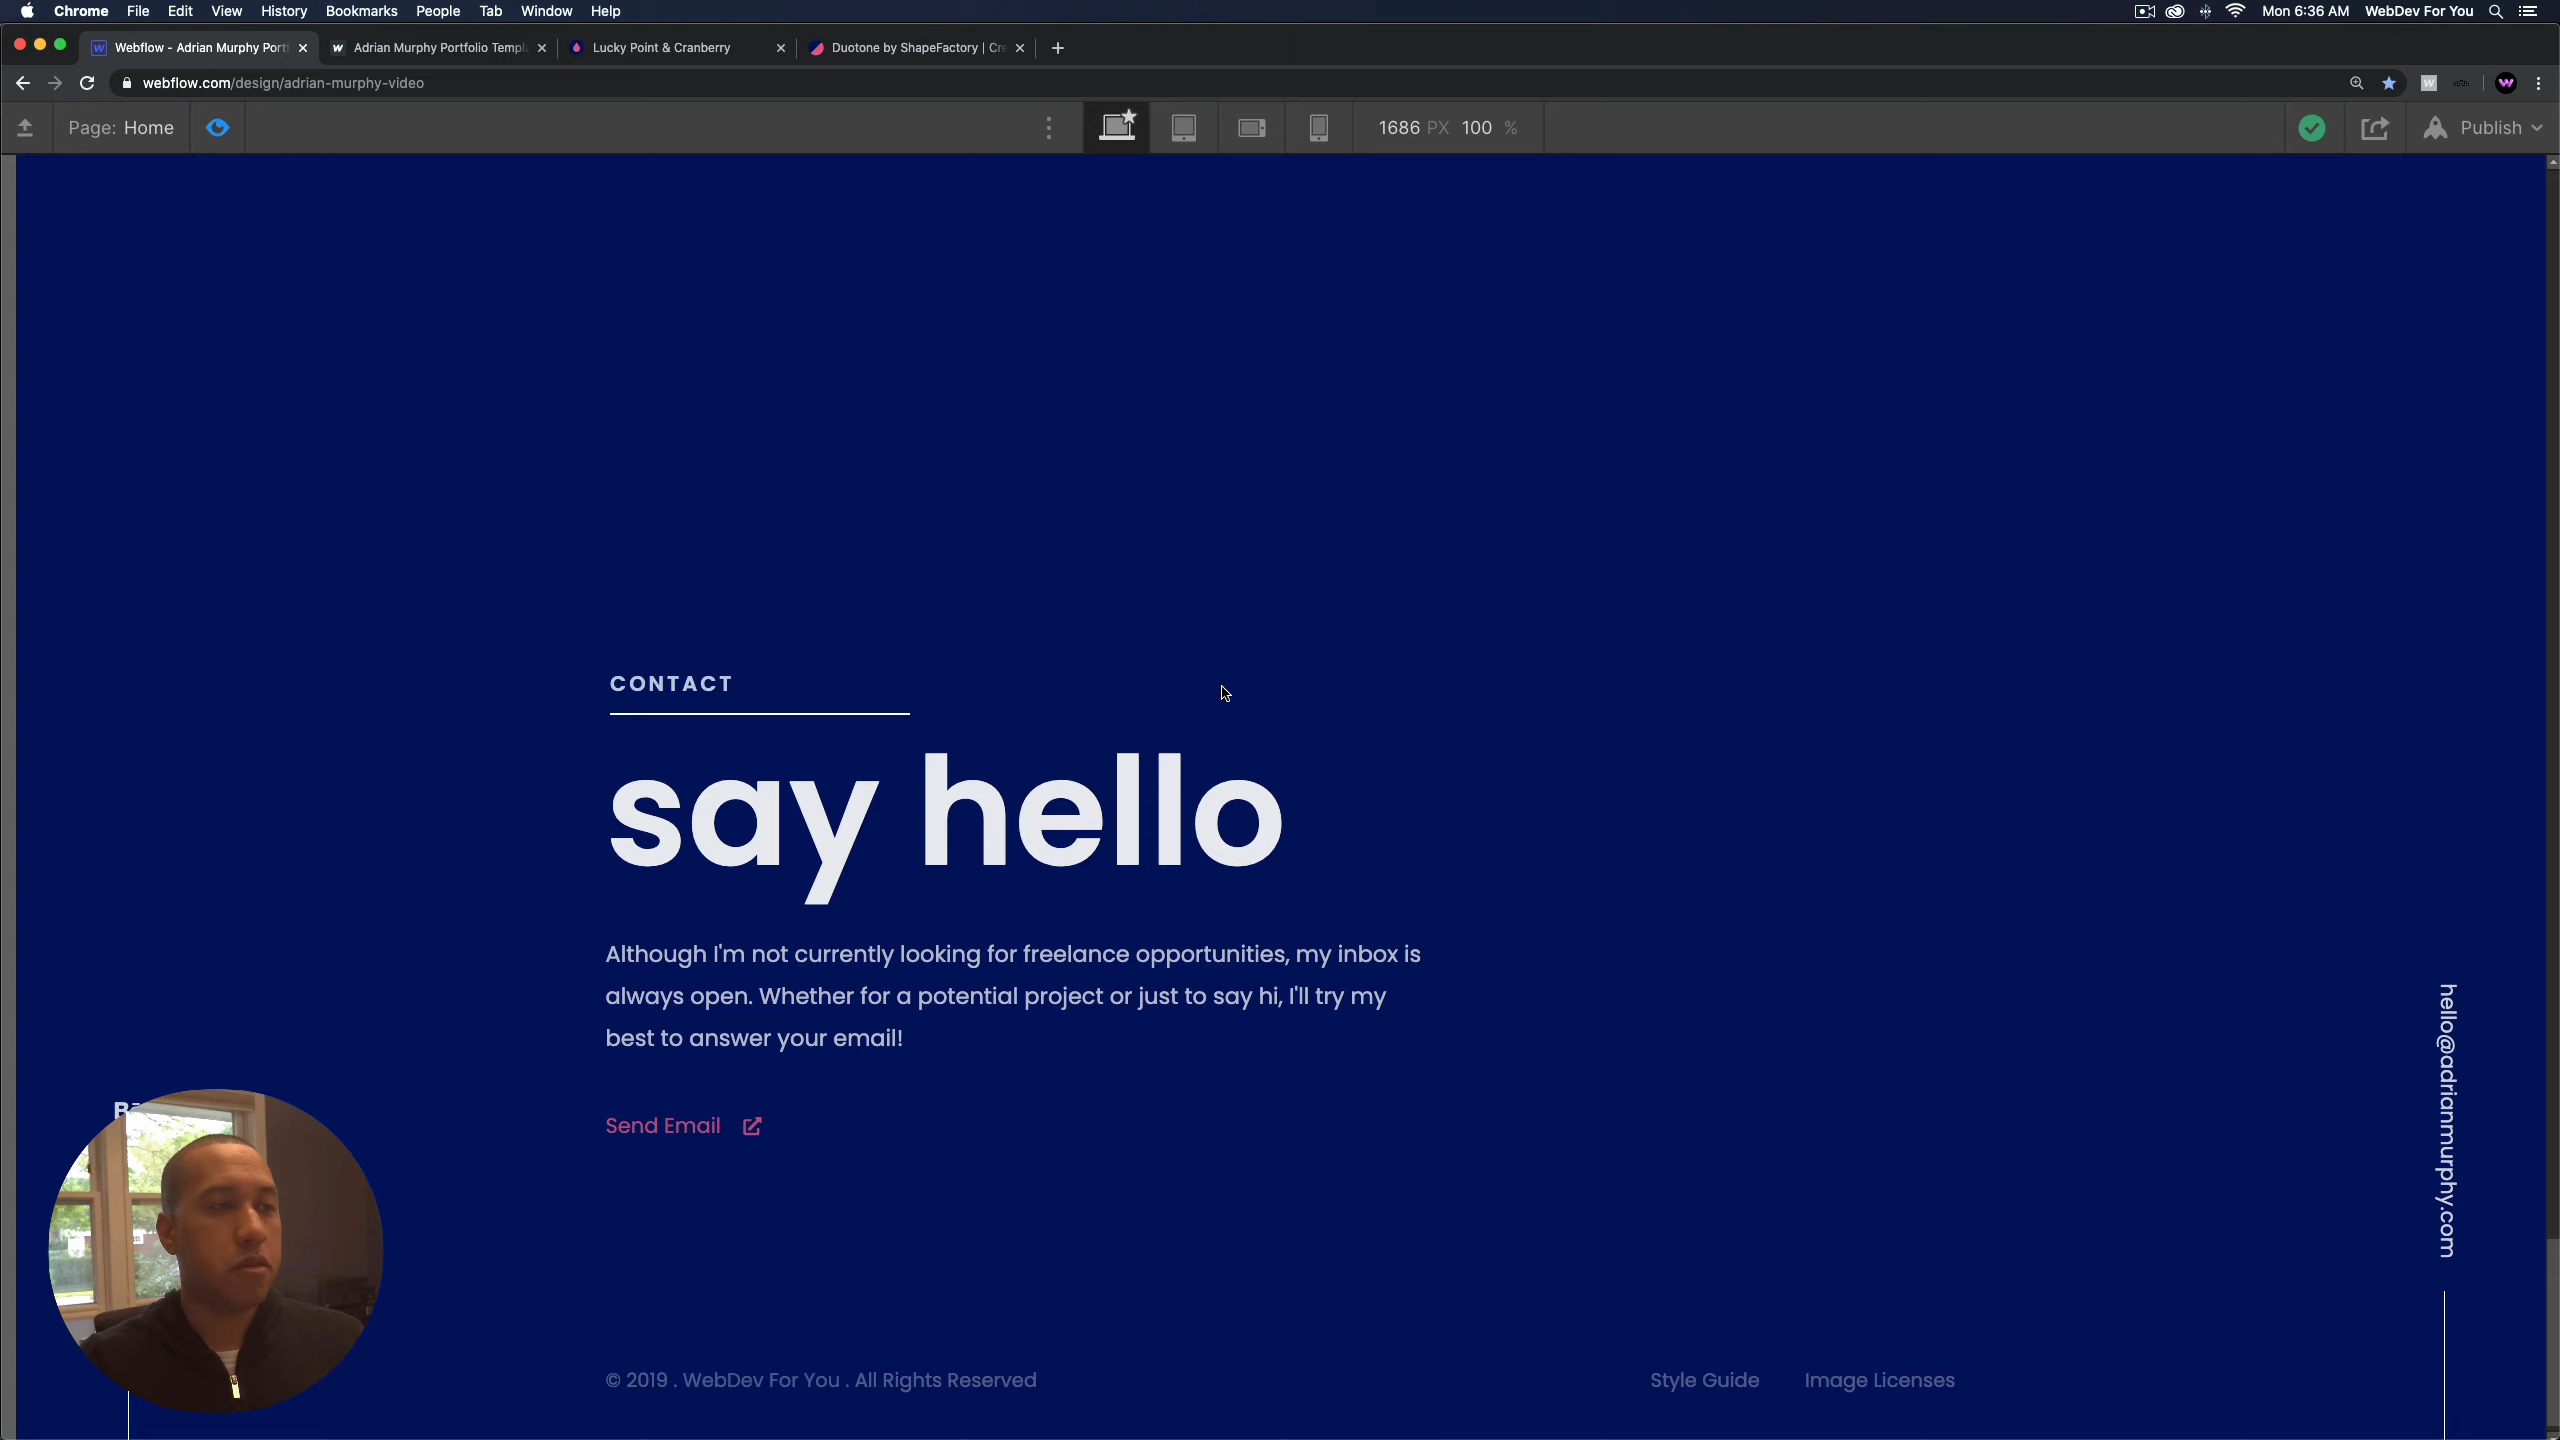 Chrome File Edit View History Bookmarks People Tab Window Help
Mon 6:36 AM WebDev For You
Webflow - Adrian Murphy Portf
Adrian Murphy Portfolio Templ
Lucky Point & Cranberry
Duotone by ShapeFactory | Cre
webflow.com/design/adrian-murphy-video
Page: Home
1686 PX 100 %
Publish
CONTACT
say hello
Although I'm not currently looking for freelance opportunities, my inbox is
always open. Whether for a potential project or just to say hi, I'll try my
best to answer your email!
Send Email
hello@adrianmurphy.com
© 2019 . WebDev For You . All Rights Reserved
Style Guide Image Licenses